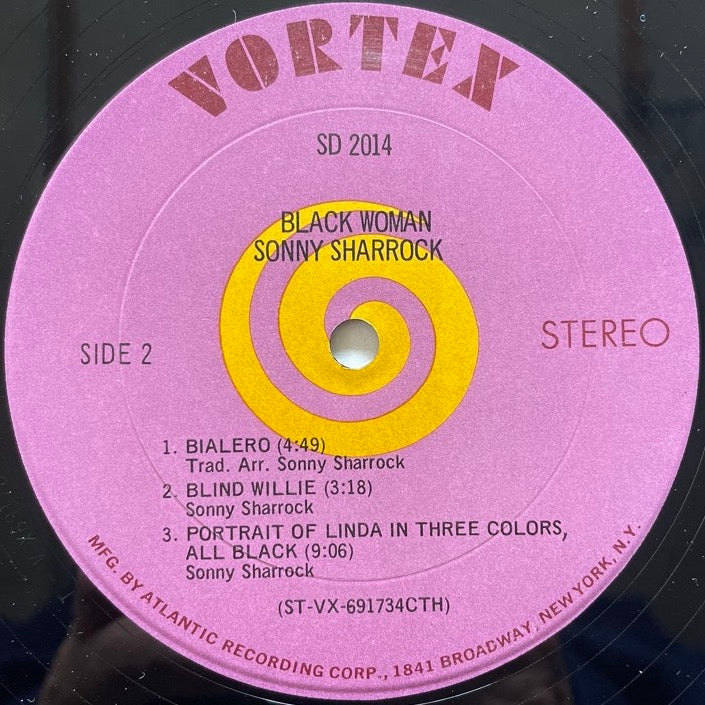 VORTEX
SD 2014
BLACK WOMAN
SONNY SHARROCK
STEREO
SIDE 2
1. BIALERO (4:49)
Trad. Arr. Sonny Sharrock
2. BLIND WILLIE (3:18)
Sonny Sharrock
3. PORTRAIT OF LINDA IN THREE COLORS,
ALL BLACK (9:06)
Sonny Sharrock
(ST-VX-691734CTH)
MFG. BY ATLANTIC RECORDING CORP., 1841 BROADWAY, NEW YORK, N.Y.